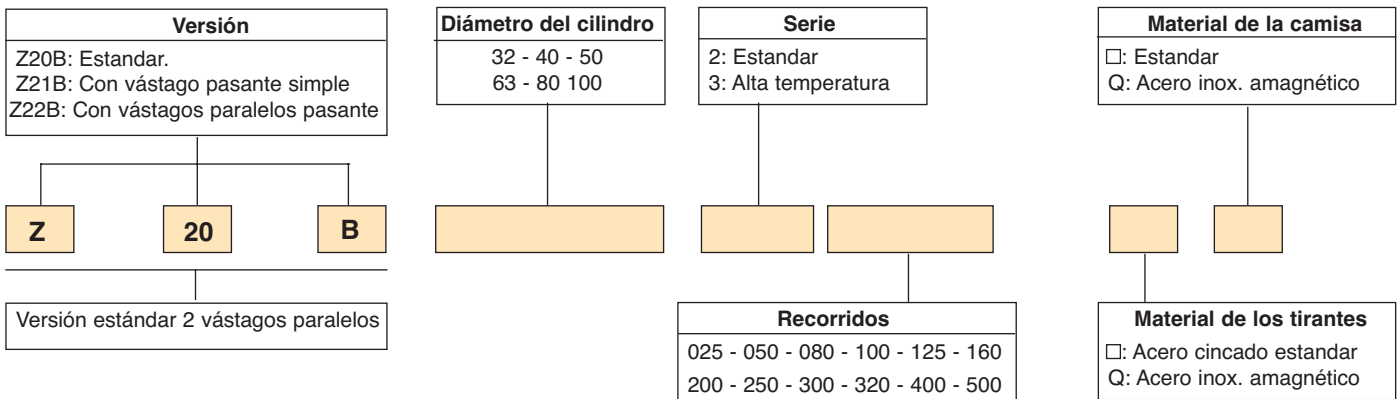 Versión
Z20B: Estandar.
Z21B: Con vástago pasante simple
Z22B: Con vástagos paralelos pasante
Diámetro del cilindro
32 - 40 - 50
63 - 80 100
Serie
2: Estandar
3: Alta temperatura
Material de la camisa
□: Estandar
Q: Acero inox. amagnético
Z
20
B
Versión estándar 2 vástagos paralelos
Recorridos
025 - 050 - 080 - 100 - 125 - 160
200 - 250 - 300 - 320 - 400 - 500
Material de los tirantes
□: Acero cincado estandar
Q: Acero inox. amagnético